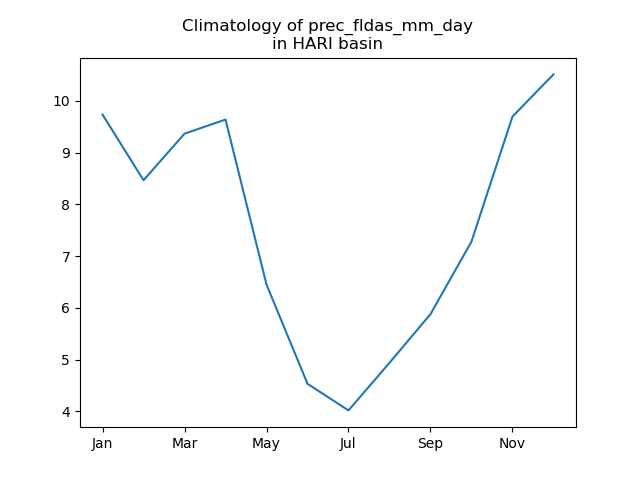 Climatology of prec_fldas_mm_day
in HARI basin
10
9
8
7
6
5
4
Jan
Mar
May
Jul
Sep
Nov